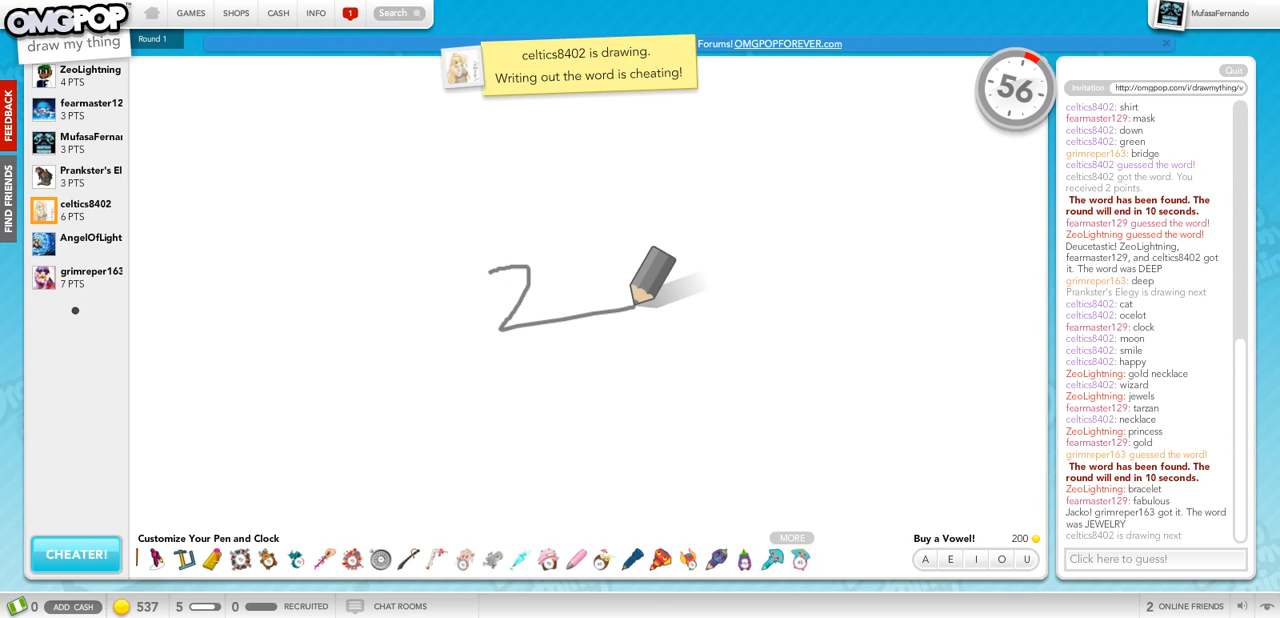 OMGPOP™
draw my thing
GAMES SHOPS CASH INFO 1 Search
MufasaFernando
Round 1
Forums! OMGPOPFOREVER.com
celtics8402 is drawing.
Writing out the word is cheating!
56
FEEDBACK
FIND FRIENDS
ZeoLightning
4 PTS
fearmaster12
3 PTS
MufasaFernan
3 PTS
Prankster's El
3 PTS
celtics8402
6 PTS
AngelOfLight
grimreper163
7 PTS
CHEATER!
Quit
Invitation http://omgpop.com/i/drawmything/v
celtics8402: shirt
fearmaster129: mask
celtics8402: down
celtics8402: green
grimreper163: bridge
celtics8402 guessed the word!
celtics8402 got the word. You
received 2 points.
The word has been found. The
round will end in 10 seconds.
fearmaster129 guessed the word!
ZeoLightning guessed the word!
Deucetastic! ZeoLightning,
fearmaster129, and celtics8402 got
it. The word was DEEP
grimreper163: deep
Prankster's Elegy is drawing next
celtics8402: cat
celtics8402: ocelot
fearmaster129: clock
celtics8402: moon
celtics8402: smile
celtics8402: happy
ZeoLightning: gold necklace
celtics8402: wizard
ZeoLightning: jewels
fearmaster129: tarzan
celtics8402: necklace
ZeoLightning: princess
fearmaster129: gold
grimreper163 guessed the word!
The word has been found. The
round will end in 10 seconds.
ZeoLightning: bracelet
fearmaster129: fabulous
Jacko! grimreper163 got it. The word
was JEWELRY
celtics8402 is drawing next
Click here to guess!
Customize Your Pen and Clock
MORE
Buy a Vowel! 200
A E I O U
0 ADD CASH 537 5 0 RECRUITED CHAT ROOMS
2 ONLINE FRIENDS